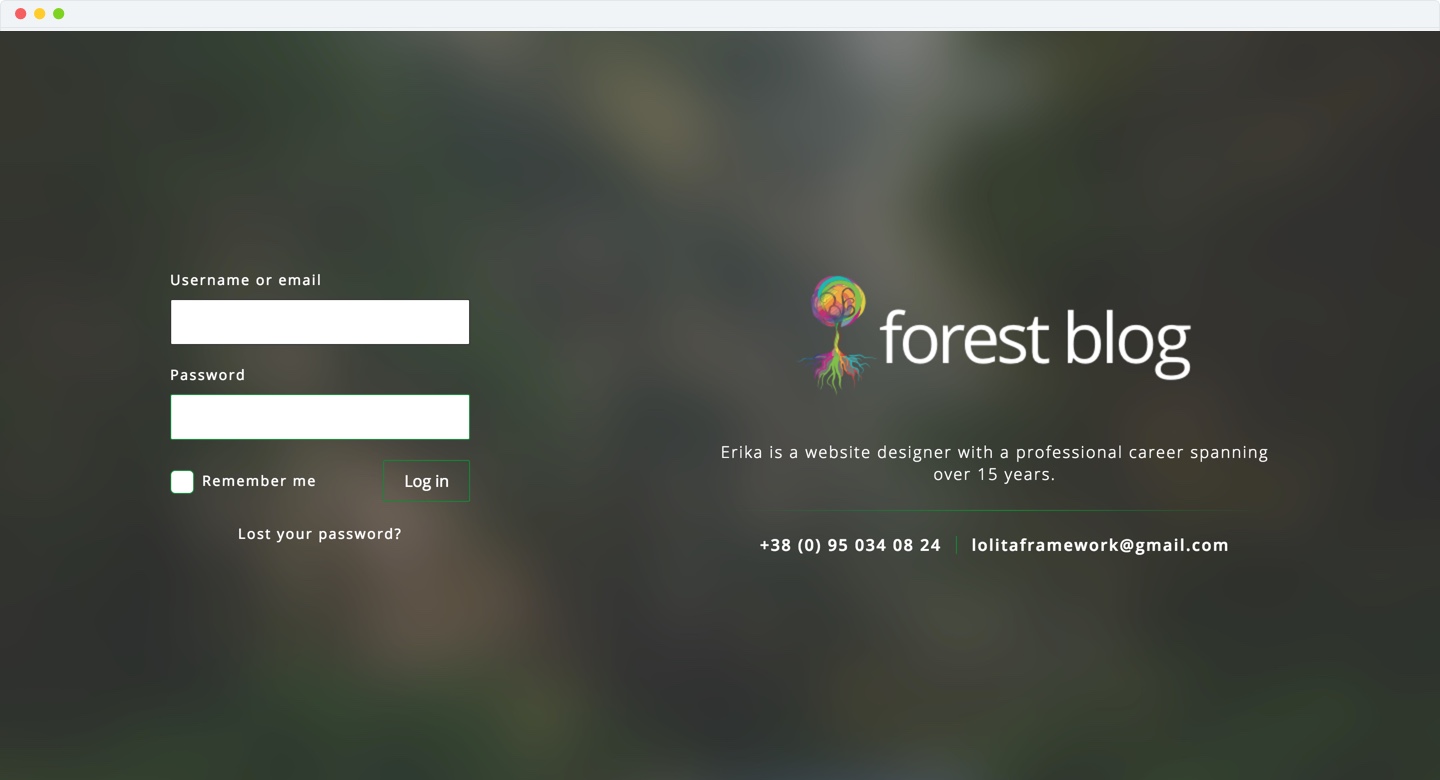 Username or email
Password
Remember me
Log in
Lost your password?
forest blog
Erika is a website designer with a professional career spanning
over 15 years.
+38 (0) 95 034 08 24 | lolitaframework@gmail.com